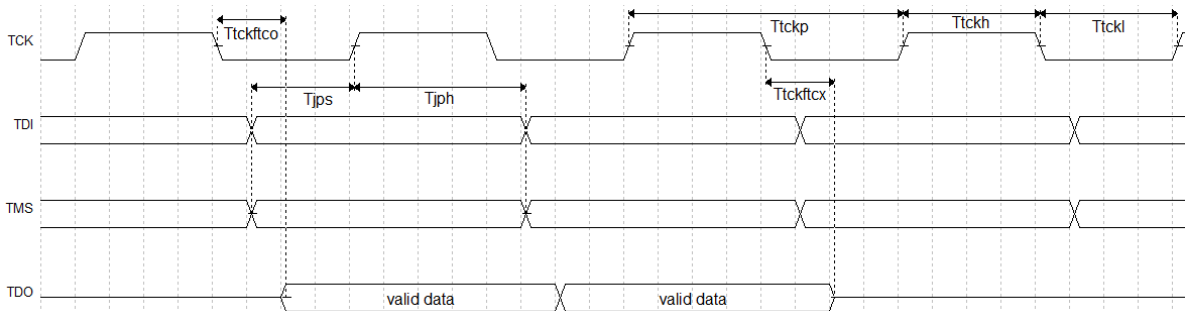 Ttckftco
Ttckp
Ttckh
Ttckl
TCK
Tjps
Tjph
Ttckftcx
TDI
TMS
TDO
valid data
valid data